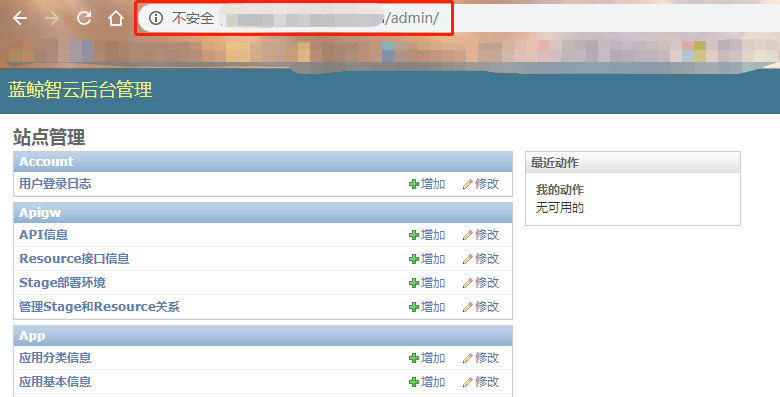 不安全 /admin/
蓝鲸智云后台管理
站点管理
Account
用户登录日志 增加 修改
Apigw
API信息 增加 修改
Resource接口信息 增加 修改
Stage部署环境 增加 修改
管理Stage和Resource关系 增加 修改
App
应用分类信息 增加 修改
应用基本信息 增加 修改
最近动作
我的动作
无可用的